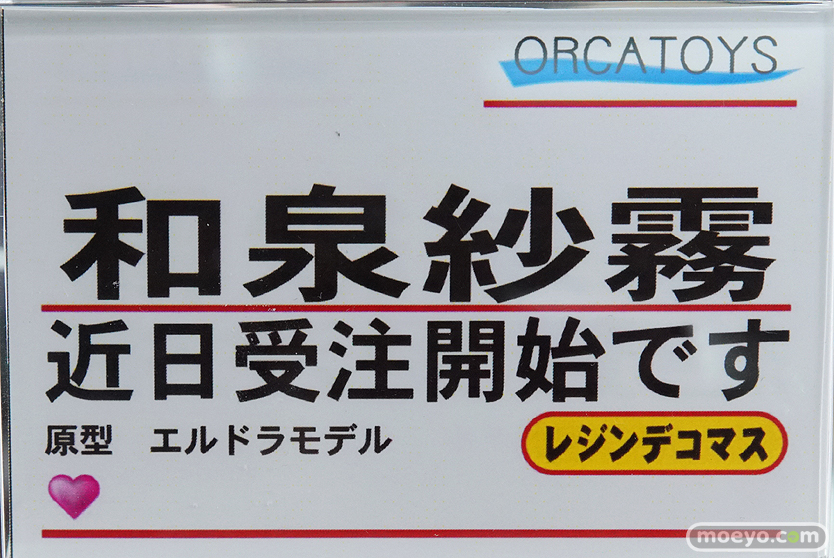 ORCATOYS
和泉紗霧
近日受注開始です
原型　エルドラモデル
レジンデコマス
moeyo.com